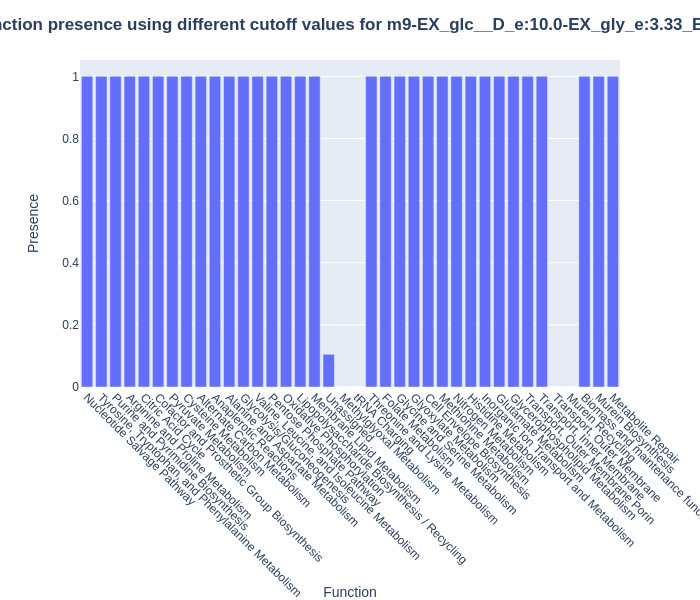 nction presence using different cutoff values for m9-EX_glc__D_e:10.0-EX_gly_e:3.33_E
1
0.8
0.6
0.4
0.2
0
Presence
Nucleotide Salvage Pathway
Tyrosine, Tryptophan, and Phenylalanine Metabolism
Purine and Pyrimidine Biosynthesis
Arginine and Proline Metabolism
Citric Acid Cycle
Cofactor and Prosthetic Group Biosynthesis
Pyruvate Metabolism
Cysteine Metabolism
Alternate Carbon Metabolism
Anaplerotic Reactions
Alanine and Aspartate Metabolism
Glycolysis/Gluconeogenesis
Valine, Leucine, and Isoleucine Metabolism
Pentose Phosphate Pathway
Oxidative Phosphorylation
Lipopolysaccharide Biosynthesis / Recycling
Membrane Lipid Metabolism
Unassigned
Methylglyoxal Metabolism
tRNA Charging
Threonine and Lysine Metabolism
Folate Metabolism
Glycine and Serine Metabolism
Glyoxylate Metabolism
Cell Envelope Biosynthesis
Methionine Metabolism
Nitrogen Metabolism
Histidine Metabolism
Inorganic Ion Transport and Metabolism
Glutamate Metabolism
Glycerophospholipid Metabolism
Transport, Outer Membrane Porin
Transport, Inner Membrane
Transport, Outer Membrane
Murein Recycling
Biomass and maintenance func
Murein Biosynthesis
Metabolite Repair
Function